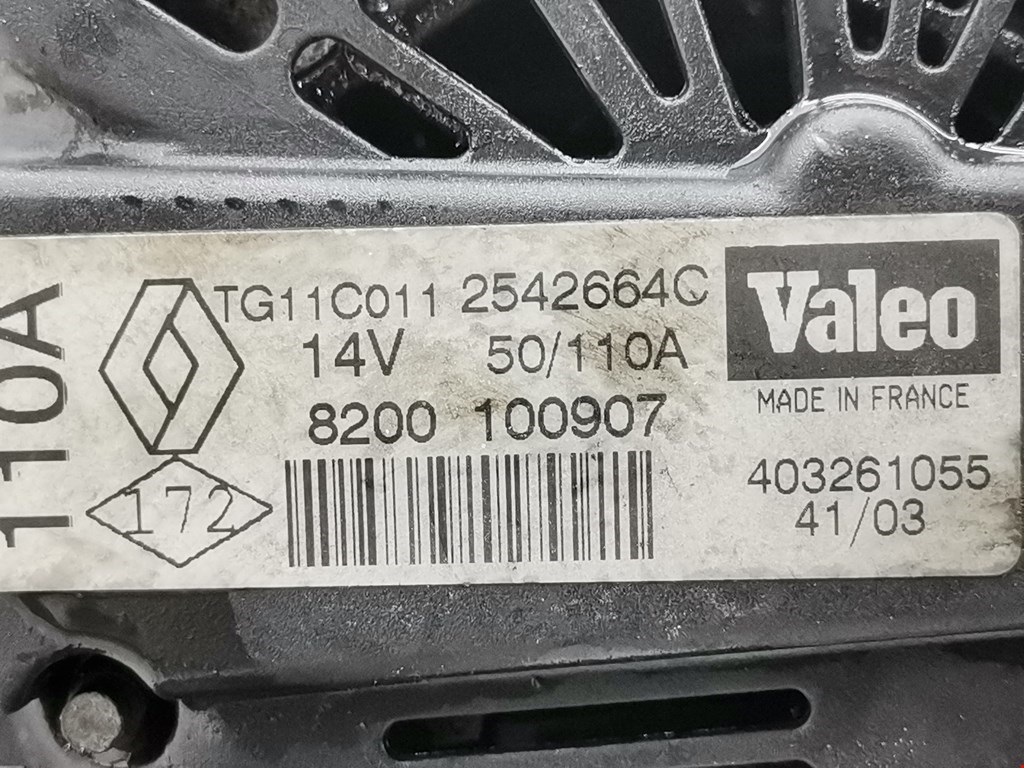 110A
TG11C011 2542664C
14V 50/110A
8200 100907
172
Valeo
MADE IN FRANCE
403261055
41/03